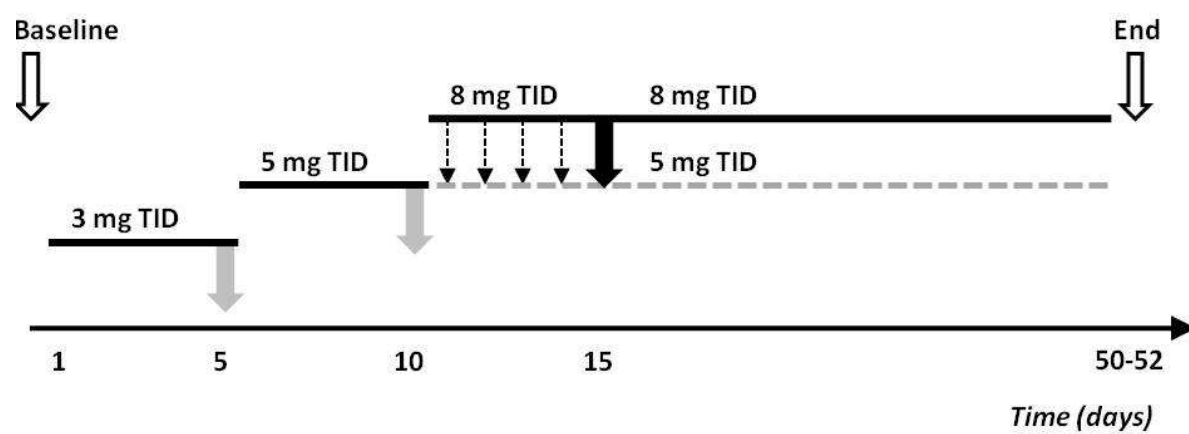 Baseline
End
8 mg TID
8 mg TID
5 mg TID
5 mg TID
3 mg TID
1
5
10
15
50-52
Time (days)